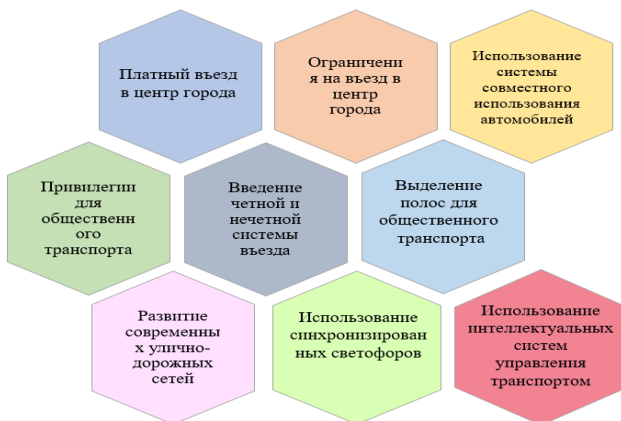 Платный въезд
в центр города
Ограничени
я на въезд в
центр
города
Использование
системы
совместного
использования
автомобилей
Привилегии
для
общественн
ого
транспорта
Введение
четной и
нечетной
системы
въезда
Выделение
полос для
общественного
транспорта
Развитие
современны
х улично-
дорожных
сетей
Использование
синхронизирован
ных светофоров
Использование
интеллектуальных
систем
управления
транспортом